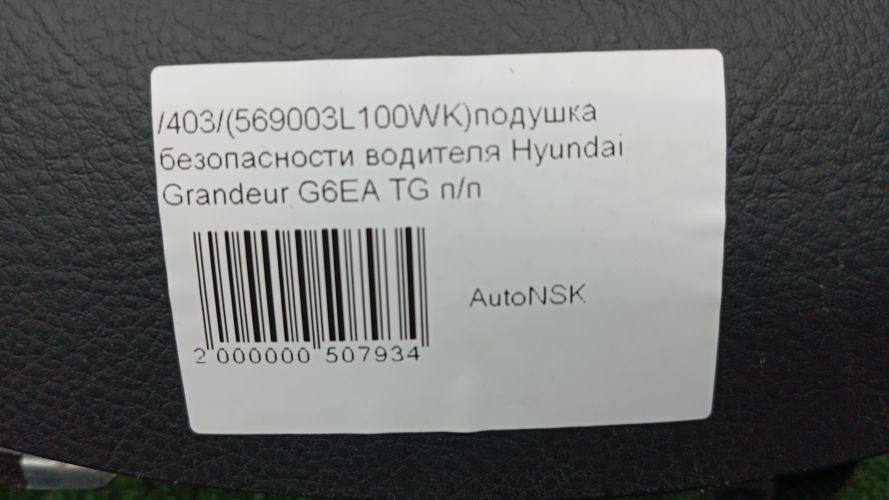 /403/(569003L100WK)подушка
безопасности водителя Hyundai
Grandeur G6EA TG п/п
AutoNSK
2 000000 507934